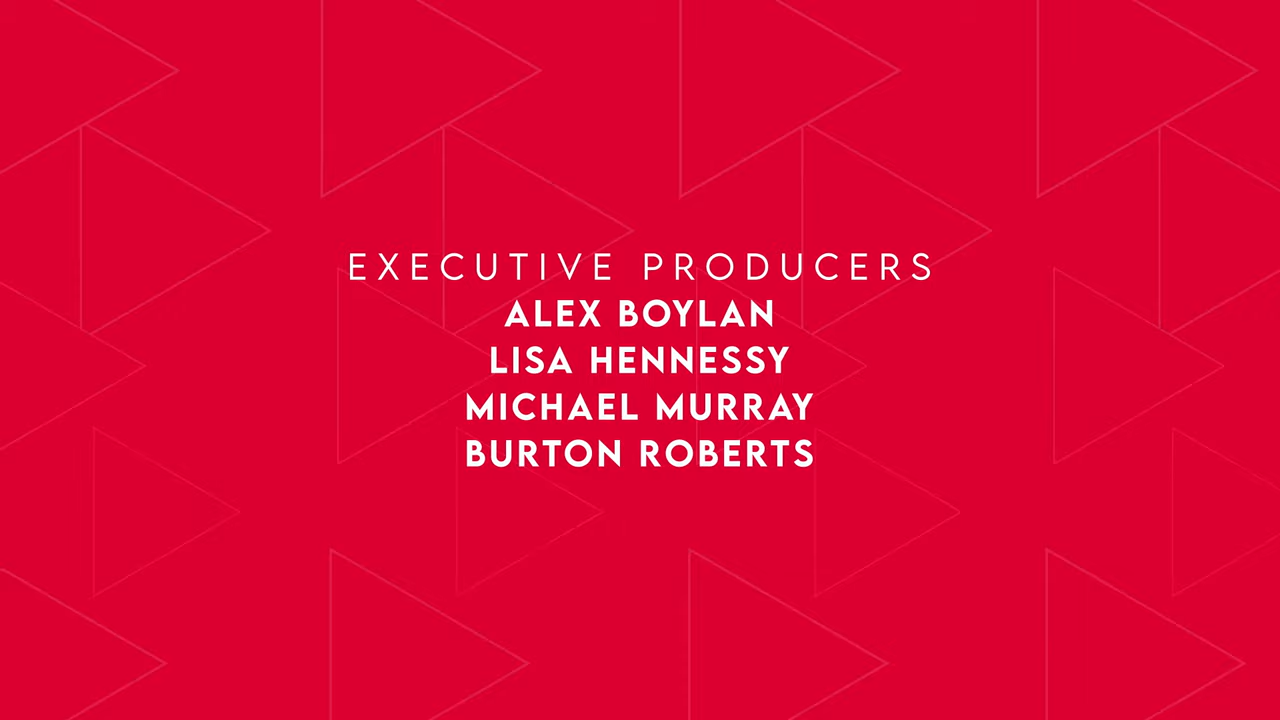 EXECUTIVE PRODUCERS
ALEX BOYLAN
LISA HENNESSY
MICHAEL MURRAY
BURTON ROBERTS